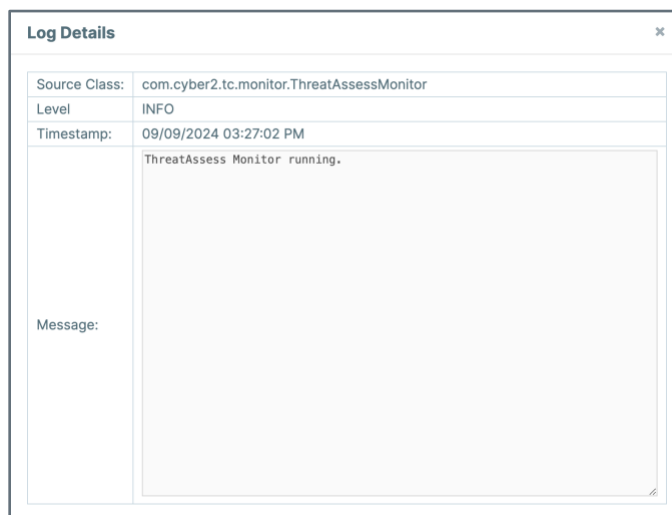 Log Details
Source Class: com.cyber2.tc.monitor.ThreatAssessMonitor
Level INFO
Timestamp: 09/09/2024 03:27:02 PM
Message: ThreatAssess Monitor running.